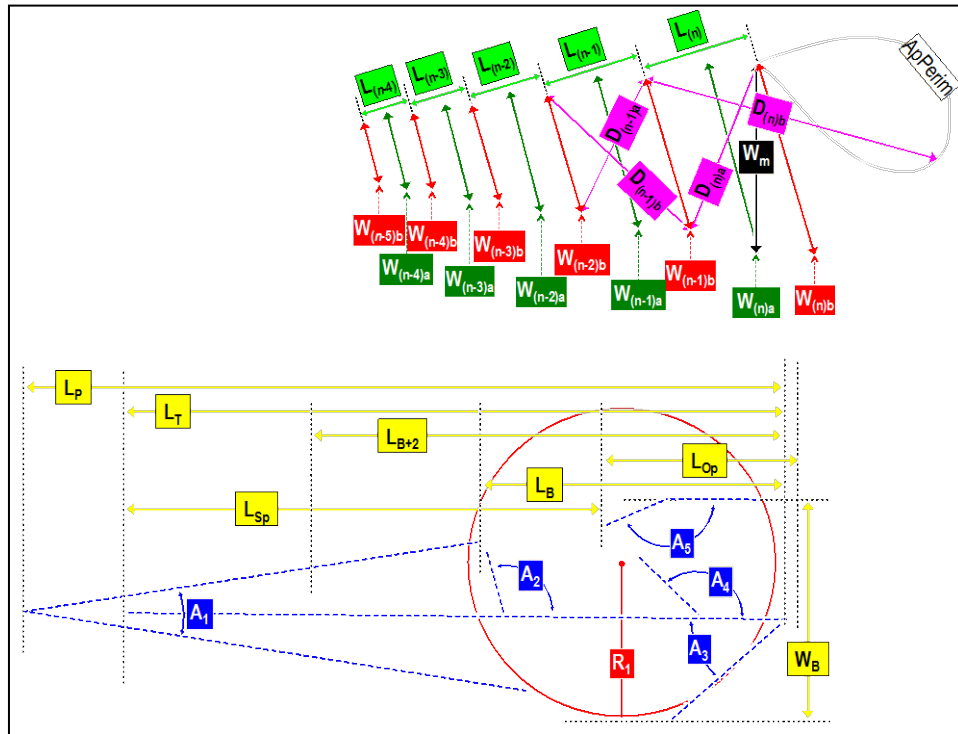 L(n-4)
L(n-3)
L(n-2)
L(n-1)
L(n)
ApPerim
D(n-1)a
D(n)b
Wm
D(n-1)b
D(n)a
W(n-5)b
W(n-4)b
W(n-3)b
W(n-2)b
W(n-1)b
W(n)b
W(n-4)a
W(n-3)a
W(n-2)a
W(n-1)a
W(n)a
LP
LT
LB+2
LOp
LB
LSp
A5
A2
A4
A1
A3
R1
WB